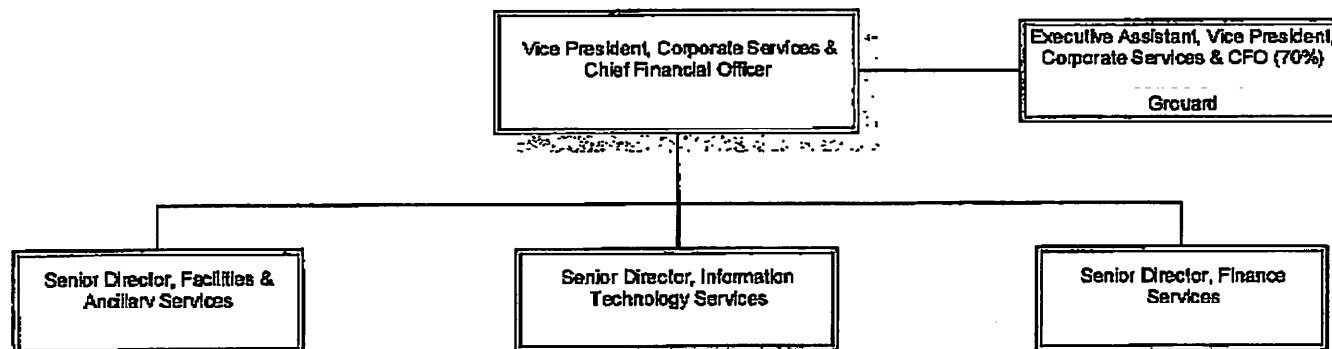 Vice President, Corporate Services &
Chief Financial Officer
Executive Assistant, Vice President,
Corporate Services & CFO (70%)
Grouard
Senior Director, Facilities &
Ancillary Services
Senior Director, Information
Technology Services
Senior Director, Finance
Services